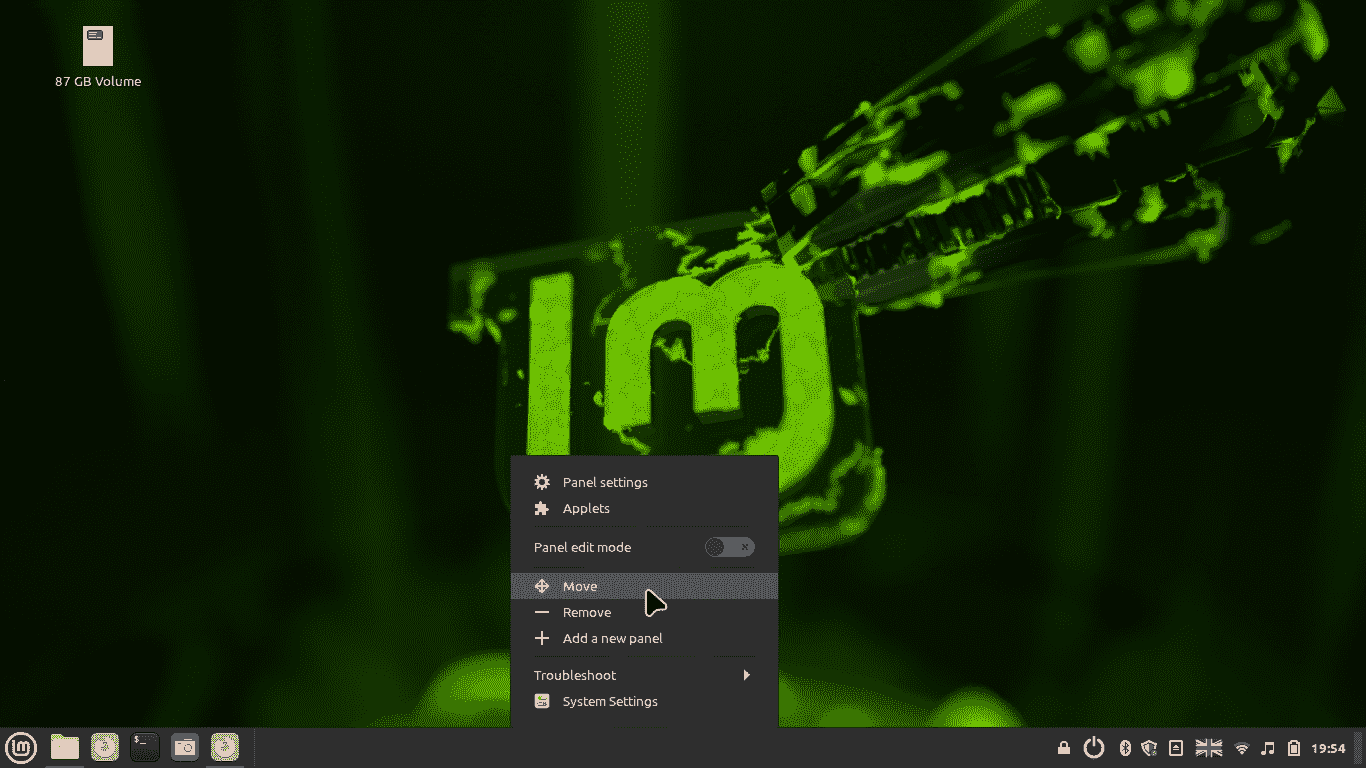 87 GB Volume
Panel settings
Applets
Panel edit mode
Move
Remove
Add a new panel
Troubleshoot
System Settings
19:54